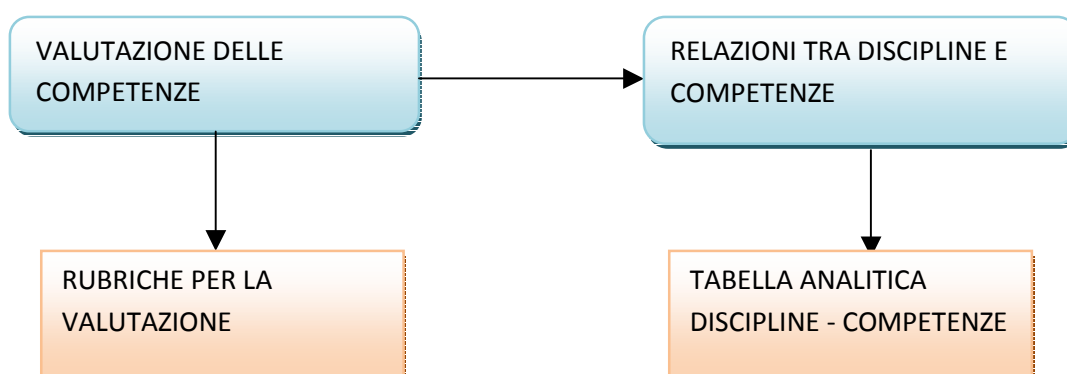 VALUTAZIONE DELLE
COMPETENZE
RELAZIONI TRA DISCIPLINE E
COMPETENZE
RUBRICHE PER LA
VALUTAZIONE
TABELLA ANALITICA
DISCIPLINE - COMPETENZE